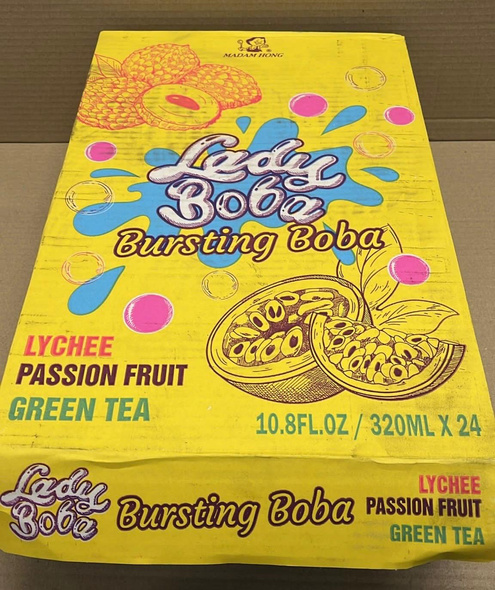 MADAM HONG
Lady
Boba
Bursting Boba
LYCHEE
PASSION FRUIT
GREEN TEA
10.8FL.OZ / 320ML X 24
Lady
Boba
Bursting Boba
LYCHEE
PASSION FRUIT
GREEN TEA